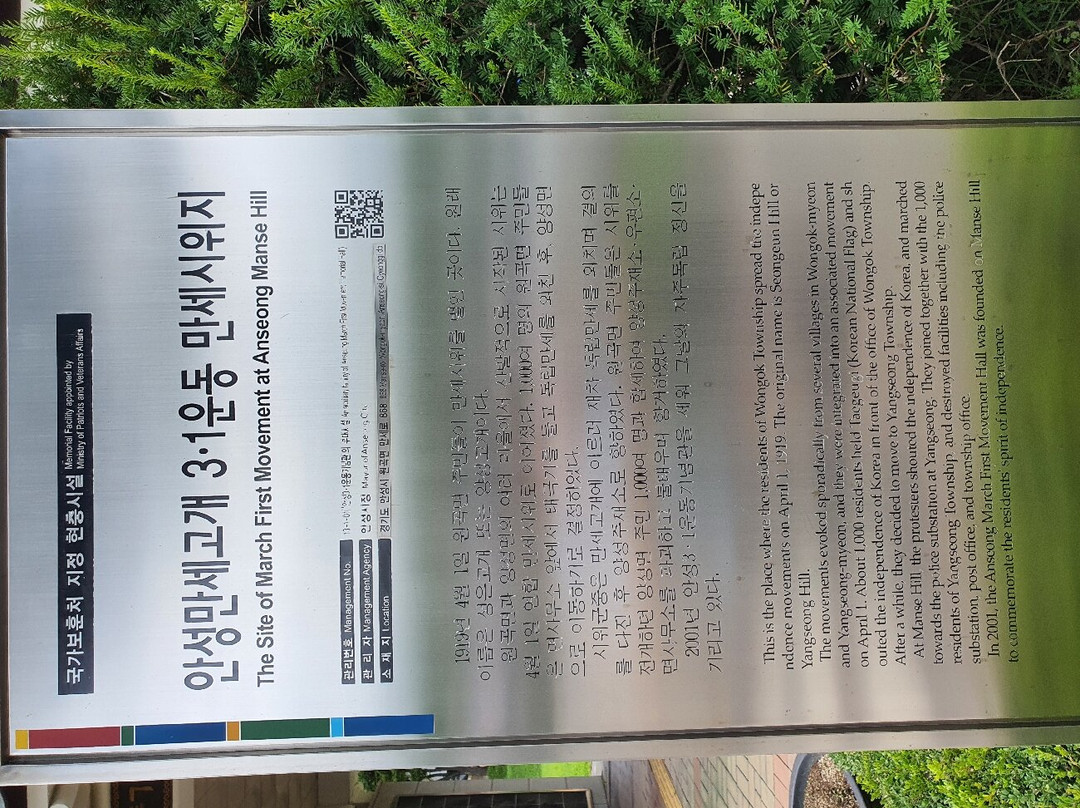 국가보훈처 지정 현충시설 Memorial Facility appointed by
Ministry of Patriots and Veterans Affairs
안성만세고개 3·1운동 만세시위지
The Site of March First Movement at Anseong Manse Hill
관리번호 Management No.
관 리 자 Management Agency 안성시장 Mayor of Anseong City
소 재 지 Location 경기도 안성시 원곡면 만세로 868
1919년 4월 1일 원곡면 주민들이 만세시위를 벌인 곳이다. 원래
이름은 성은고개 또는 양성고개이다.
원곡면과 양성면의 여러 마을에서 산발적으로 시작된 시위는
4월 1일 연합 만세시위로 이어졌다. 1,000여 명의 원곡면 주민들
은 면사무소 앞에서 태극기를 들고 독립만세를 외친 후, 양성면
으로 이동하기로 결정하였다.
시위군중은 만세고개에 이르러 재차 독립만세를 외치며 결의
를 다진 후, 양성주재소로 향하였다. 원곡면 주민들은 시위를
전개하던 양성면 주민 1,000여 명과 합세하여 양성주재소·우편소·
면사무소를 파괴하고 불태우며 항거하였다.
2001년 안성3·1운동기념관을 세워 그날의 자주독립 정신을
기리고 있다.
This is the place where the residents of Wongok Township spread the indepe
ndence movements on April 1, 1919. The original name is Seongeun Hill or
Yangseong Hill.
The movements evoked sporadically from several villages in Wongok-myeon
and Yangseong-myeon, and they were integrated into an associated movement
on April 1. About 1,000 residents held Taegeurgi (Korean National Flag) and sh
outed the independence of Korea in front of the office of Wongok Township.
After a while, they decided to move to Yangseong Township.
At Manse Hill, the protesters shouted the independence of Korea, and marched
towards the police substation at Yangseong. They joined together with the 1,000
residents of Yangseong Township, and destroyed facilities including the police
substation, post office, and township office.
In 2001, the Anseong March First Movement Hall was founded on Manse Hill
to commemorate the residents' spirit of independence.